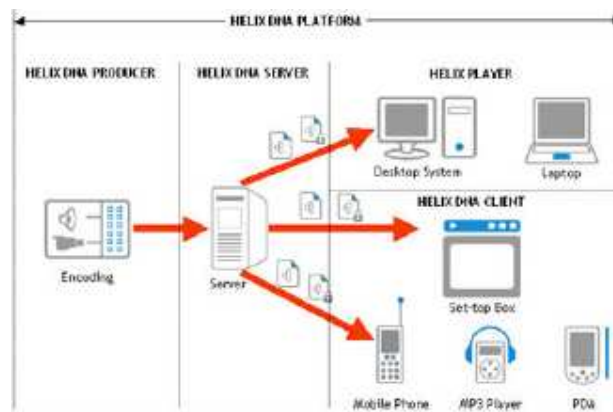 HELIX DNA PLATFORM
HELIX DNA PRODUCER
HELIX DNA SERVER
HELIX PLAYER
Desktop System
Laptop
HELIX DNA CLIENT
Encoding
Server
Set-top Box
Mobile Phone
MP3 Player
PDA